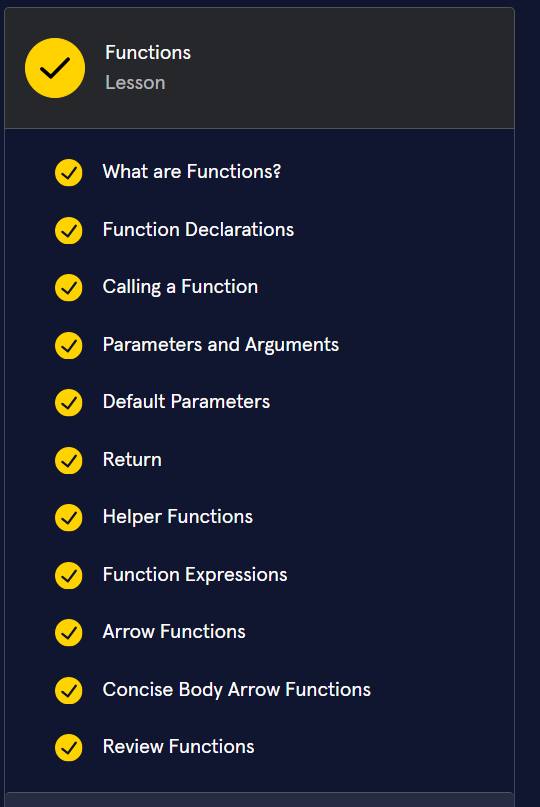 Functions
Lesson
What are Functions?
Function Declarations
Calling a Function
Parameters and Arguments
Default Parameters
Return
Helper Functions
Function Expressions
Arrow Functions
Concise Body Arrow Functions
Review Functions